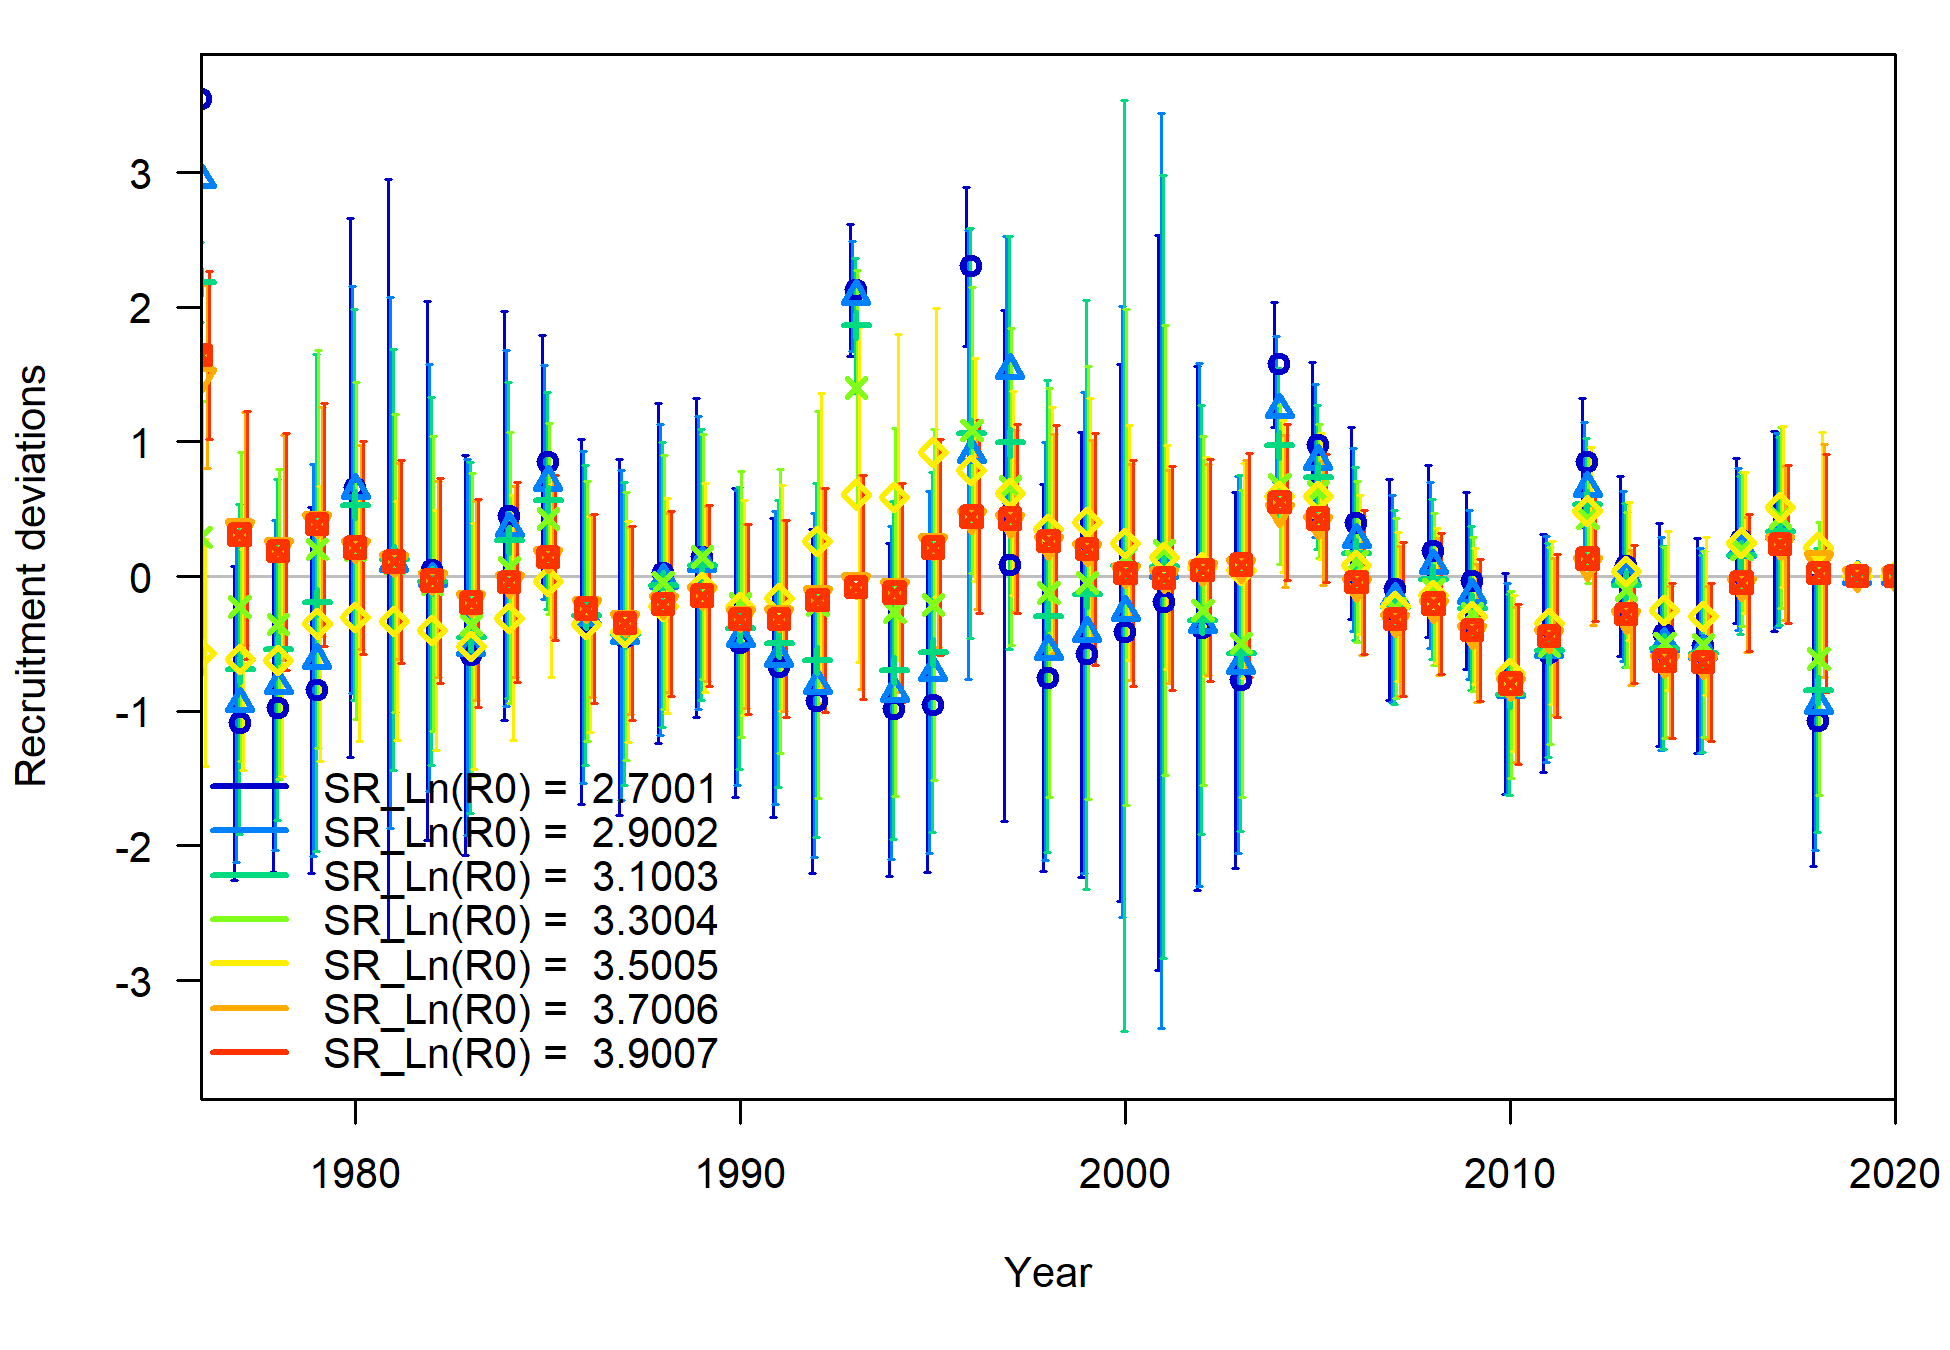 Recruitment deviations
3
2
1
0
-1
-2
-3
SR_Ln(R0) = 2.7001
SR_Ln(R0) = 2.9002
SR_Ln(R0) = 3.1003
SR_Ln(R0) = 3.3004
SR_Ln(R0) = 3.5005
SR_Ln(R0) = 3.7006
SR_Ln(R0) = 3.9007
1980 1990 2000 2010 2020
Year